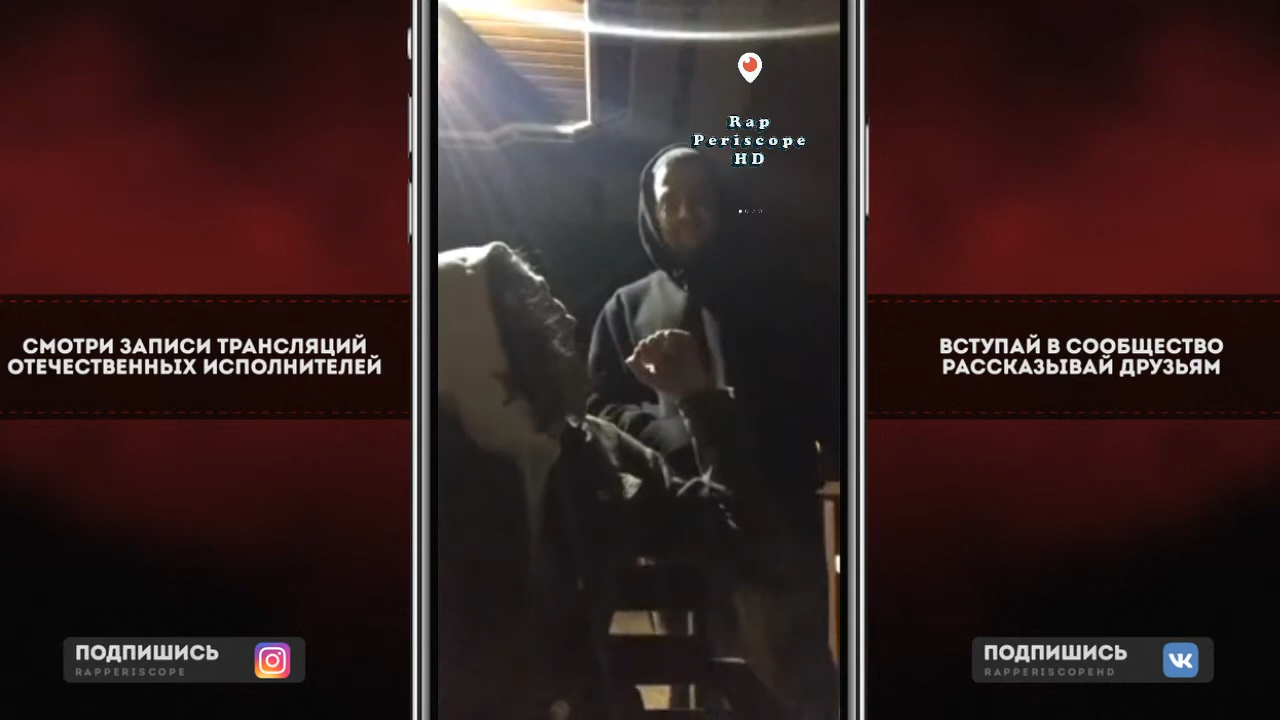 Rap
Periscope
HD
СМОТРИ ЗАПИСИ ТРАНСЛЯЦИЙ
ОТЕЧЕСТВЕННЫХ ИСПОЛНИТЕЛЕЙ
ВСТУПАЙ В СООБЩЕСТВО
РАССКАЗЫВАЙ ДРУЗЬЯМ
ПОДПИШИСЬ
RAPPERISCOPE
ПОДПИШИСЬ
RAPPERISCOPEHD